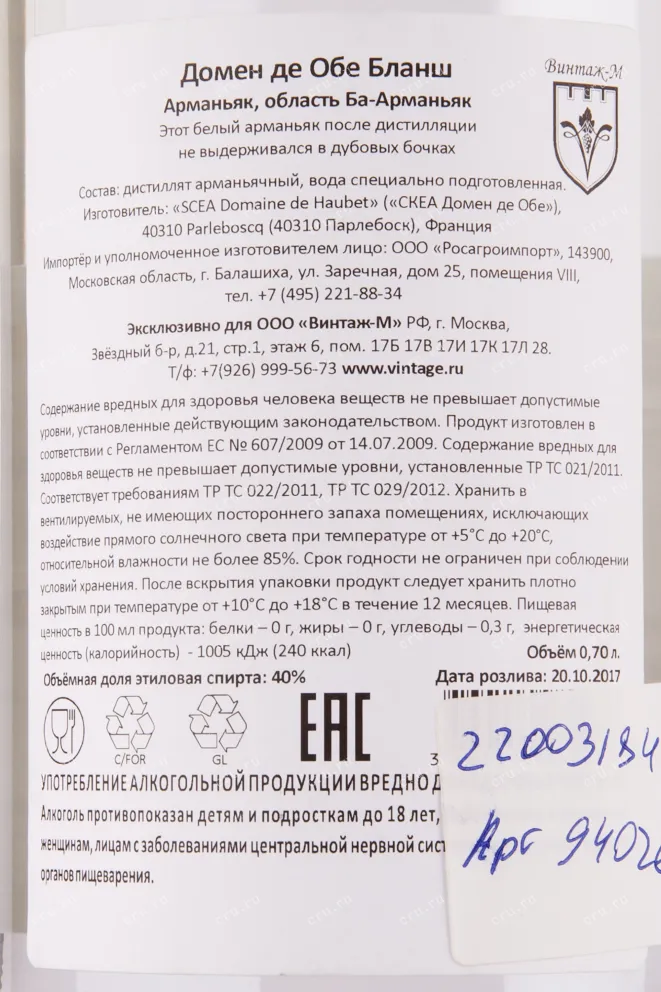 Домен де Обе Бланш
Винтаж-М
Арманьяк, область Ба-Арманьяк
Этот белый арманьяк после дистилляции
не выдерживался в дубовых бочках
Состав: дистиллят арманьячный, вода специально подготовленная.
Изготовитель: «SCEA Domaine de Haubet» («СКЕА Домен де Обе»),
40310 Parleboscq (40310 Парлебоск), Франция
Импортёр и уполномоченное изготовителем лицо: ООО «Росагроимпорт», 143900,
Московская область, г. Балашиха, ул. Заречная, дом 25, помещения VIII,
тел. +7 (495) 221-88-34
Эксклюзивно для ООО «Винтаж-М» РФ, г. Москва,
Звёздный б-р, д.21, стр.1, этаж 6, пом. 17Б 17В 17И 17К 17Л 28.
Т/ф: +7(926) 999-56-73 www.vintage.ru
Содержание вредных для здоровья человека веществ не превышает допустимые
уровни, установленные действующим законодательством. Продукт изготовлен в
соответствии с Регламентом ЕС № 607/2009 от 14.07.2009. Содержание вредных для
здоровья веществ не превышает допустимые уровни, установленные ТР ТС 021/2011.
Соответствует требованиям ТР ТС 022/2011, ТР ТС 029/2012. Хранить в
вентилируемых, не имеющих постороннего запаха помещениях, исключающих
воздействие прямого солнечного света при температуре от +5°C до +20°C,
относительной влажности не более 85%. Срок годности не ограничен при соблюдении
условий хранения. После вскрытия упаковки продукт следует хранить плотно
закрытым при температуре от +10°C до +18°C в течение 12 месяцев. Пищевая
ценность в 100 мл продукта: белки – 0 г, жиры – 0 г, углеводы – 0,3 г, энергетическая
ценность (калорийность) - 1005 кДж (240 ккал)
Объём 0,70 л.
Объёмная доля этиловая спирта: 40%
Дата розлива: 20.10.2017
C/FOR
GL
EAC
3
22003184
УПОТРЕБЛЕНИЕ АЛКОГОЛЬНОЙ ПРОДУКЦИИ ВРЕДНО Д
Алкоголь противопоказан детям и подросткам до 18 лет,
Арт 9402
женщинам, лицам с заболеваниями центральной нервной сист
органов пищеварения.